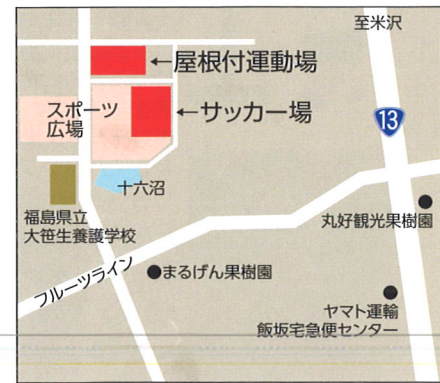 至米沢
←屋根付運動場
スポーツ
広場
←サッカー場
13
十六沼
福島県立
大笹生養護学校
丸好観光果樹園
フルーツライン
まるげん果樹園
ヤマト運輸
飯坂宅急便センター